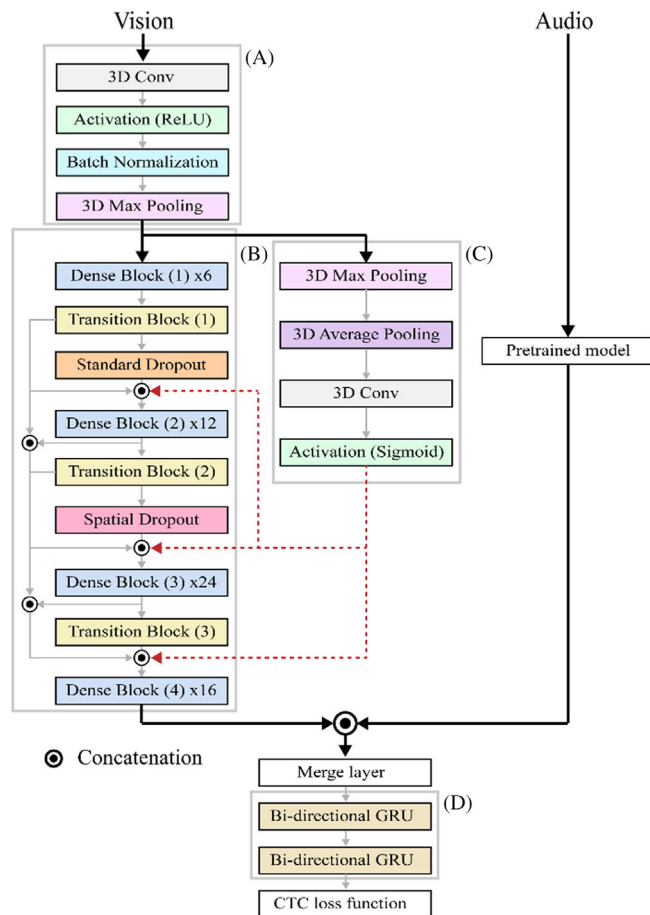 Vision
Audio
(A)
3D Conv
Activation (ReLU)
Batch Normalization
3D Max Pooling
(B)
(C)
Dense Block (1) x6
3D Max Pooling
Transition Block (1)
3D Average Pooling
Pretrained model
Standard Dropout
3D Conv
Dense Block (2) x12
Activation (Sigmoid)
Transition Block (2)
Spatial Dropout
Dense Block (3) x24
Transition Block (3)
Dense Block (4) x16
Concatenation
Merge layer
(D)
Bi-directional GRU
Bi-directional GRU
CTC loss function